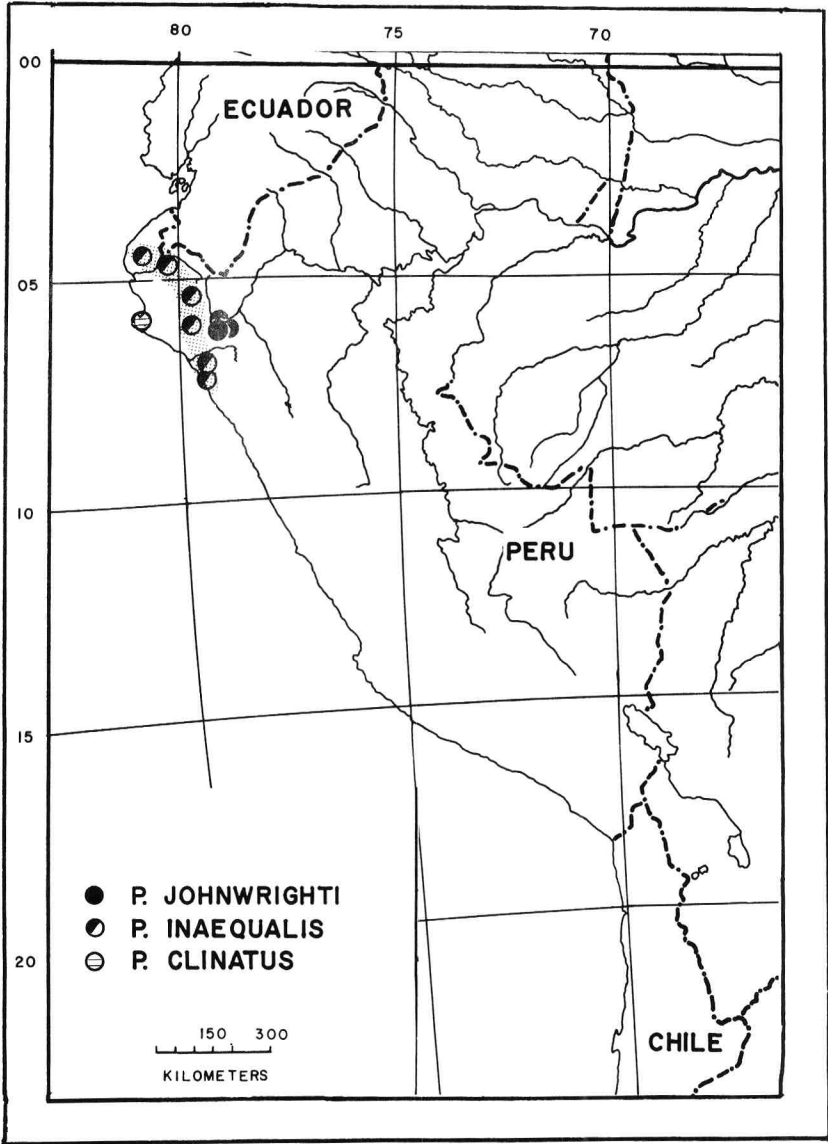 80 75 70
00
ECUADOR
05
10
PERU
15
P. JOHNWRIGHTI
P. INAEQUALIS
P. CLINATUS
20
150 300
CHILE
KILOMETERS